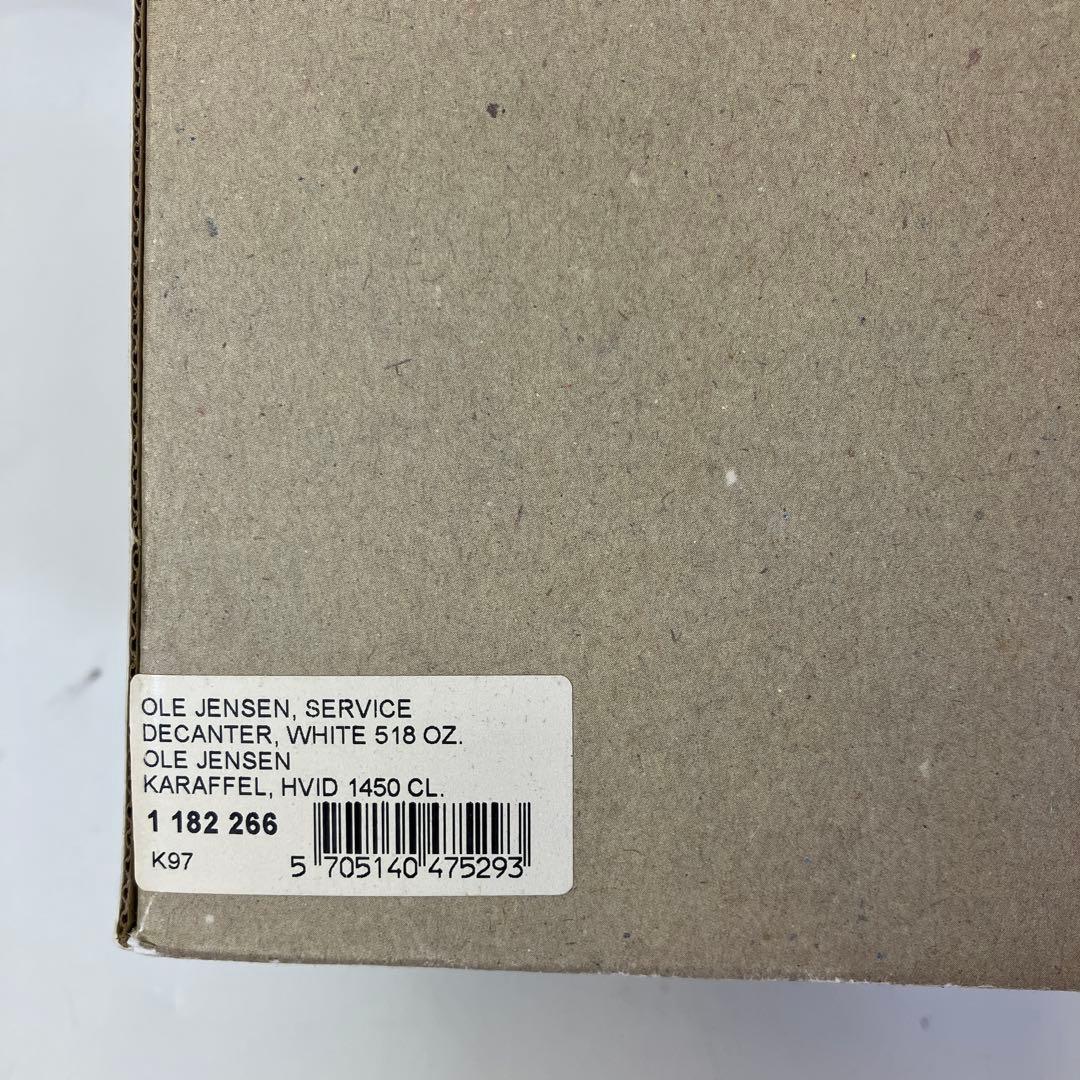 OLE JENSEN, SERVICE
DECANTER, WHITE 518 OZ.
OLE JENSEN
KARAFFEL, HVID 1450 CL.
1 182 266
K97
5 705140 475293